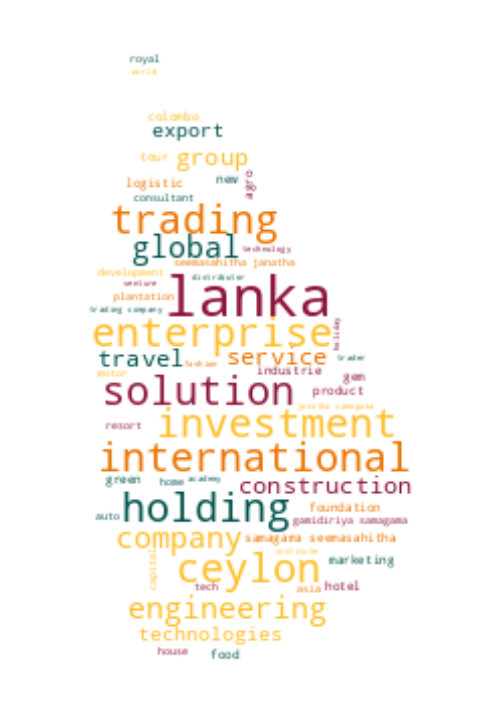 royal
world
colombo
export
tour group
logistic new agro
consultant
trading
global technology
seemasahitha janatha
development distributor
venture
plantation lanka
trading company
enterprise holiday
travel fashion service trader
motor industrie gem
solution product
janatha samagama
resort investment
international
green home academy
construction
auto holding foundation
gamidiriya samagama
company samagama seemasahitha
capital institute marketing
ceylon
tech asia hotel
engineering
technologies
house food